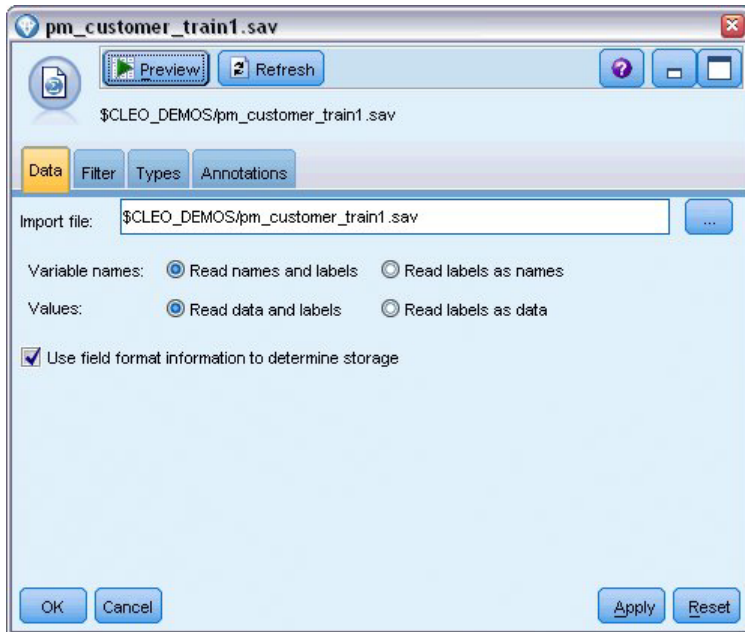 pm_customer_train1.sav
Preview Refresh
$CLEO_DEMOS/pm_customer_train1.sav
Data Filter Types Annotations
Import file: $CLEO_DEMOS/pm_customer_train1.sav ...
Variable names: Read names and labels Read labels as names
Values: Read data and labels Read labels as data
Use field format information to determine storage
OK Cancel Apply Reset